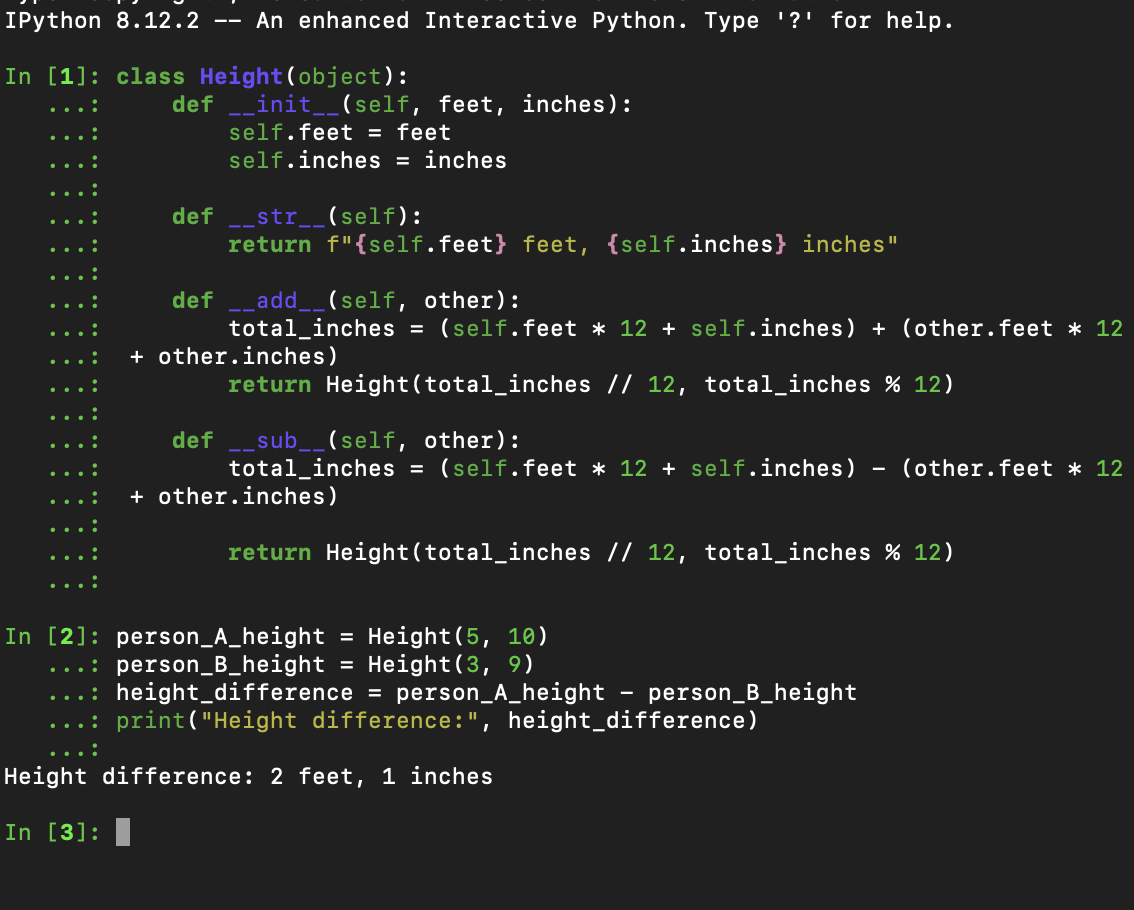 IPython 8.12.2 -- An enhanced Interactive Python. Type '?' for help.
In [1]: class Height(object):
   ...:     def __init__(self, feet, inches):
   ...:         self.feet = feet
   ...:         self.inches = inches
   ...:
   ...:     def __str__(self):
   ...:         return f"{self.feet} feet, {self.inches} inches"
   ...:
   ...:     def __add__(self, other):
   ...:         total_inches = (self.feet * 12 + self.inches) + (other.feet * 12
   ...:  + other.inches)
   ...:         return Height(total_inches // 12, total_inches % 12)
   ...:
   ...:     def __sub__(self, other):
   ...:         total_inches = (self.feet * 12 + self.inches) - (other.feet * 12
   ...:  + other.inches)
   ...:
   ...:         return Height(total_inches // 12, total_inches % 12)
   ...:
In [2]: person_A_height = Height(5, 10)
   ...: person_B_height = Height(3, 9)
   ...: height_difference = person_A_height - person_B_height
   ...: print("Height difference:", height_difference)
   ...:
Height difference: 2 feet, 1 inches
In [3]: